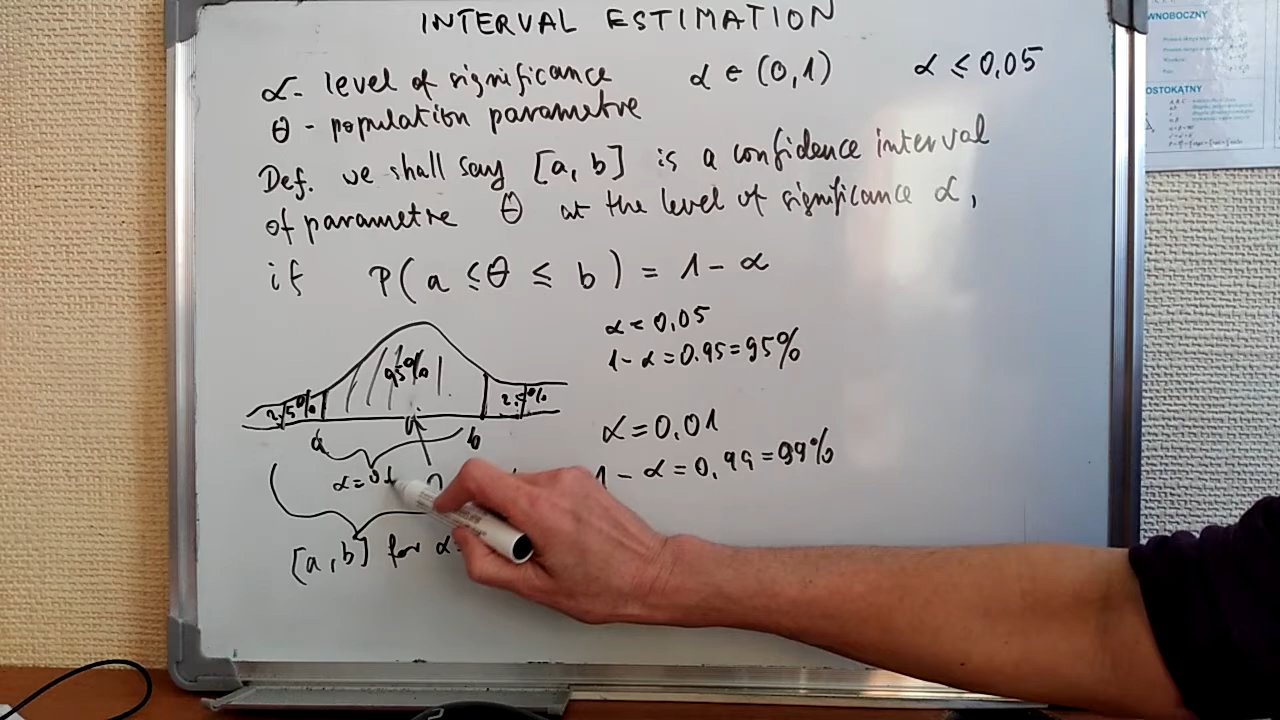 INTERVAL ESTIMATION
α - level of significance α ∈ (0,1) α ≤ 0,05
θ - population parametre
Def. we shall say [a, b] is a confidence interval
of parametre θ at the level of significance α,
if P(a ≤ θ ≤ b) = 1 - α
α = 0,05
1 - α = 0.95 = 95%
95%
2,5% 2,5%
a b
α = 0,01
1 - α = 0,99 = 99%
α =
[a, b] for α
WNOBOCZNY
OSTOKĄTNY